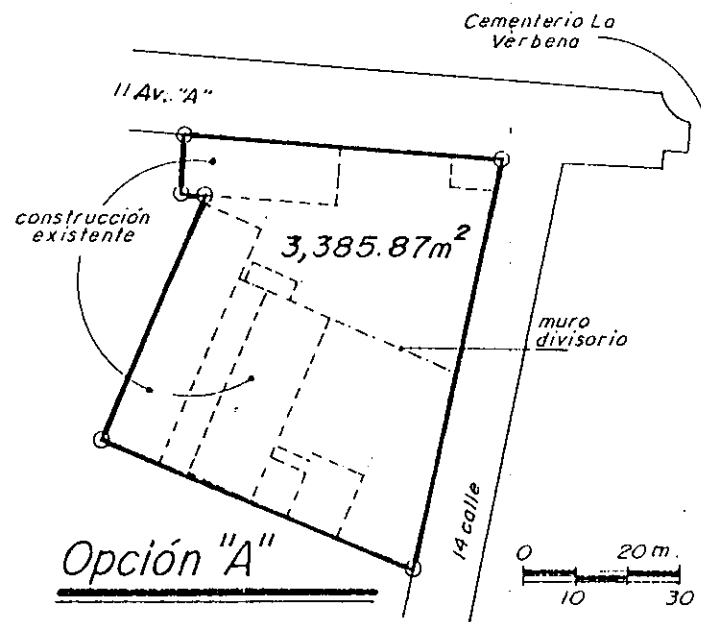 Cementerio La
Verbena
11 Av. "A"
construcción
existente
3,385.87m²
muro
divisorio
14 calle
Opción "A"
0 20 m.
10 30